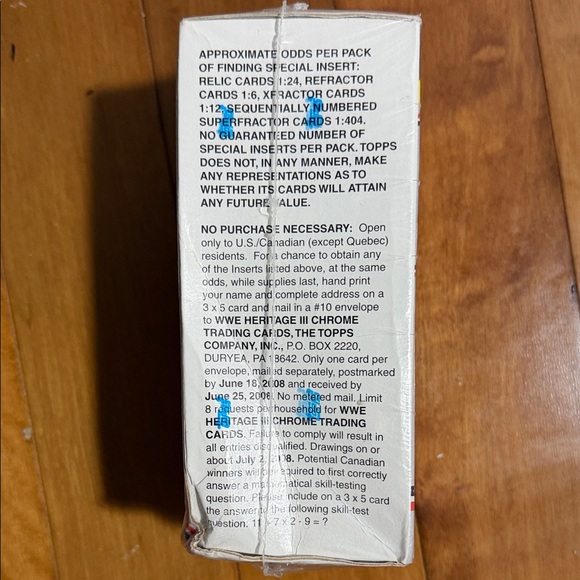 APPROXIMATE ODDS PER PACK
OF FINDING SPECIAL INSERT:
RELIC CARDS 1:24, REFRACTOR
CARDS 1:6, XFRACTOR CARDS
1:12, SEQUENTIALLY NUMBERED
SUPERFRACTOR CARDS 1:404.
NO GUARANTEED NUMBER OF
SPECIAL INSERTS PER PACK. TOPPS
DOES NOT, IN ANY MANNER, MAKE
ANY REPRESENTATIONS AS TO
WHETHER ITS CARDS WILL ATTAIN
ANY FUTURE VALUE.
NO PURCHASE NECESSARY: Open
only to U.S./Canadian (except Quebec)
residents. For a chance to obtain any
of the Inserts listed above, at the same
odds, while supplies last, hand print
your name and complete address on a
3 x 5 card and mail in a #10 envelope
to WWE HERITAGE III CHROME
TRADING CARDS, THE TOPPS
COMPANY, INC., P.O. BOX 2220,
DURYEA, PA 18642. Only one card per
envelope, mailed separately, postmarked
by June 18, 2008 and received by
June 25, 2008. No metered mail. Limit
8 requests per household for WWE
HERITAGE III CHROME TRADING
CARDS. Failure to comply will result in
all entries disqualified. Drawings on or
about July 2, 2008. Potential Canadian
winners will be required to first correctly
answer a mathematical skill-testing
question. Please include on a 3 x 5 card
the answer to the following skill-test
question. 7 x 2 - 9 = ?